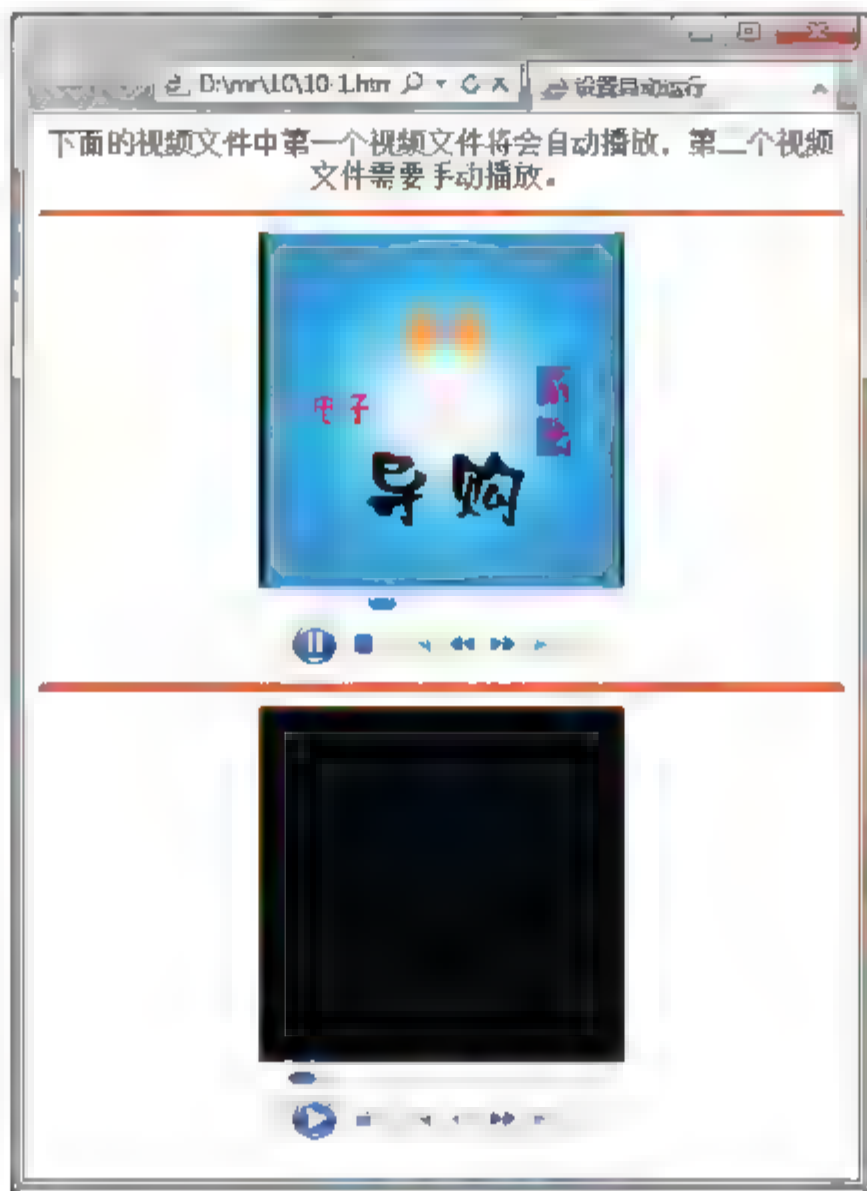 D:\mr\10\10-1.htm
设置自动运行
下面的视频文件中第一个视频文件将会自动播放，第二个视频
文件需要手动播放。
电子
导购